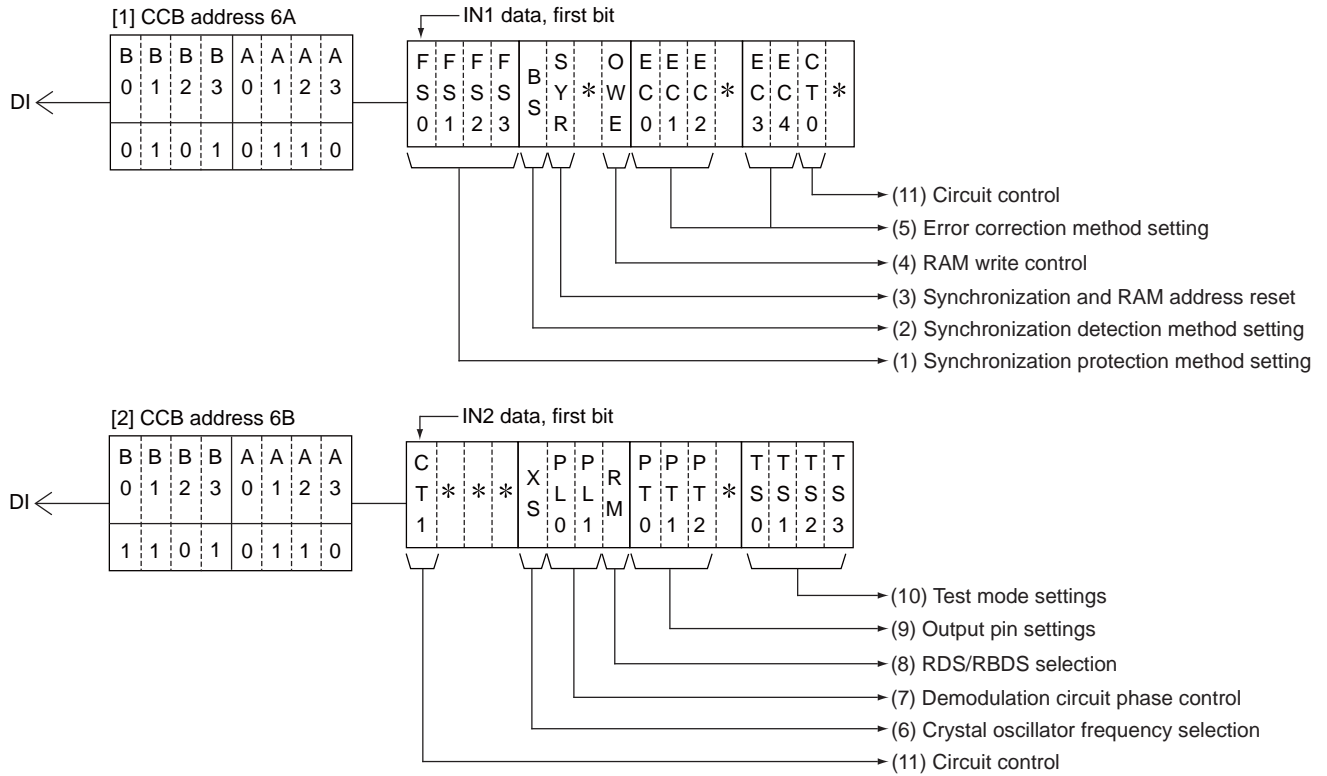 [1] CCB address 6A
IN1 data, first bit
DI
B0 B1 B2 B3 A0 A1 A2 A3
0 1 0 1 0 1 1 0
FS0 FS1 FS2 FS3 BS SYR * OWE EC0 EC1 EC2 * EC3 EC4 CT0 *
(11) Circuit control
(5) Error correction method setting
(4) RAM write control
(3) Synchronization and RAM address reset
(2) Synchronization detection method setting
(1) Synchronization protection method setting
[2] CCB address 6B
IN2 data, first bit
DI
B0 B1 B2 B3 A0 A1 A2 A3
1 1 0 1 0 1 1 0
CT1 * * * XS PL0 PL1 RM PT0 PT1 PT2 * TS0 TS1 TS2 TS3
(10) Test mode settings
(9) Output pin settings
(8) RDS/RBDS selection
(7) Demodulation circuit phase control
(6) Crystal oscillator frequency selection
(11) Circuit control